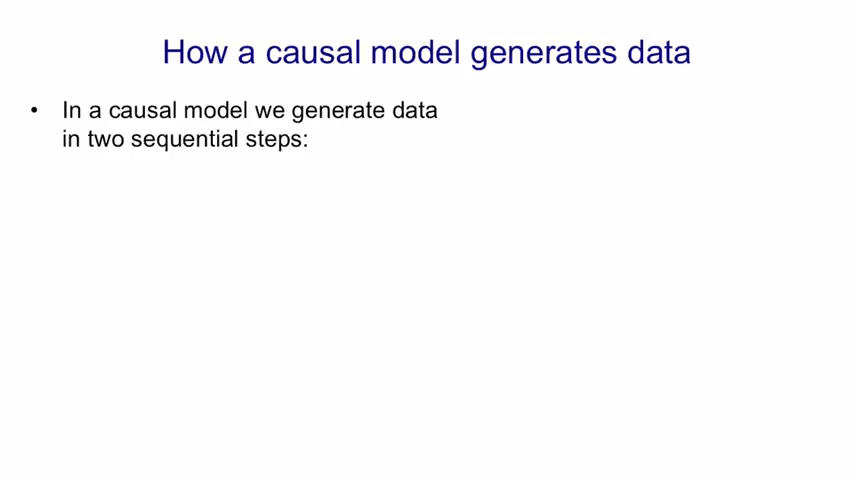 How a causal model generates data
• In a causal model we generate data
in two sequential steps: